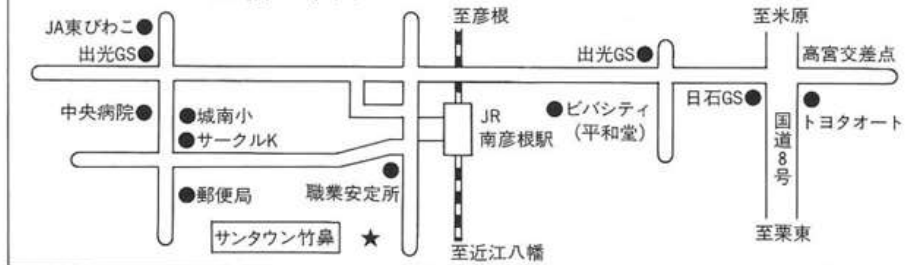 至彦根
至米原
JA東びわこ
出光GS
出光GS
高宮交差点
中央病院
城南小
サークルK
JR
南彦根駅
ビバシティ
(平和堂)
日石GS
トヨタオート
国道8号
郵便局
職業安定所
サンタウン竹鼻
至近江八幡
至栗東